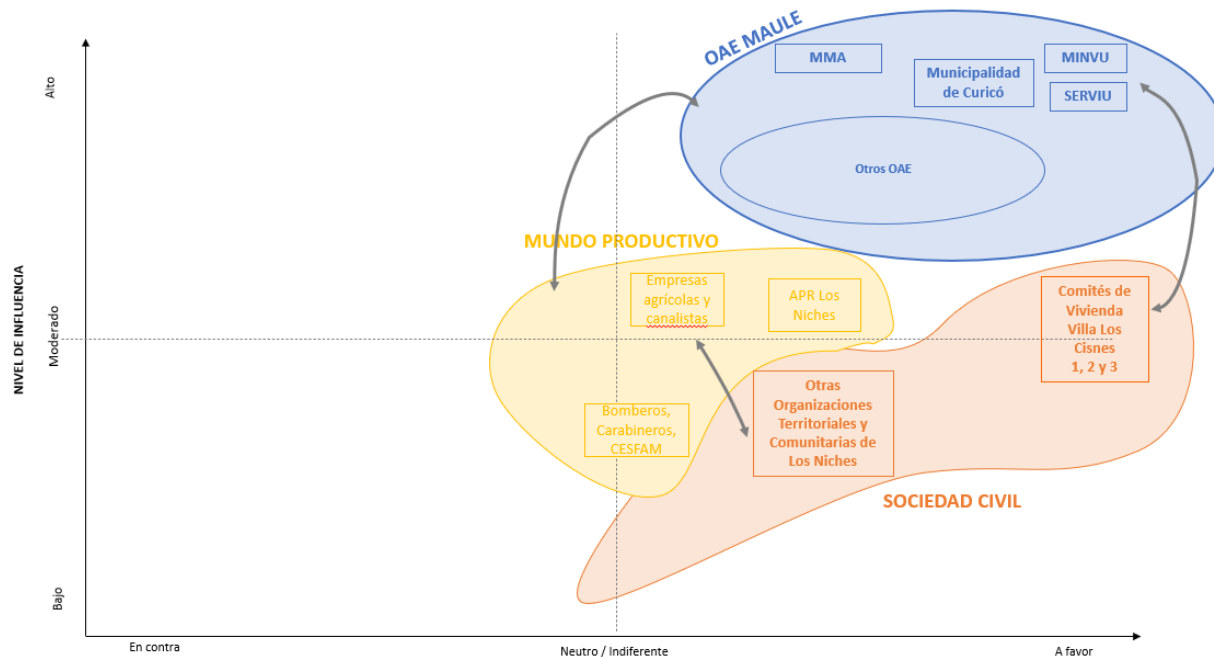 OAE MAULE
MMA
MINVU
Municipalidad
de Curicó
SERVIU
Otros OAE
Alto
NIVEL DE INFLUENCIA
Moderado
Bajo
MUNDO PRODUCTIVO
Empresas
agrícolas y
canalistas
APR Los
Niches
Comités de
Vivienda
Villa Los
Cisnes
1, 2 y 3
Bomberos,
Carabineros,
CESFAM
Otras
Organizaciones
Territoriales y
Comunitarias de
Los Niches
SOCIEDAD CIVIL
En contra
Neutro / Indiferente
A favor